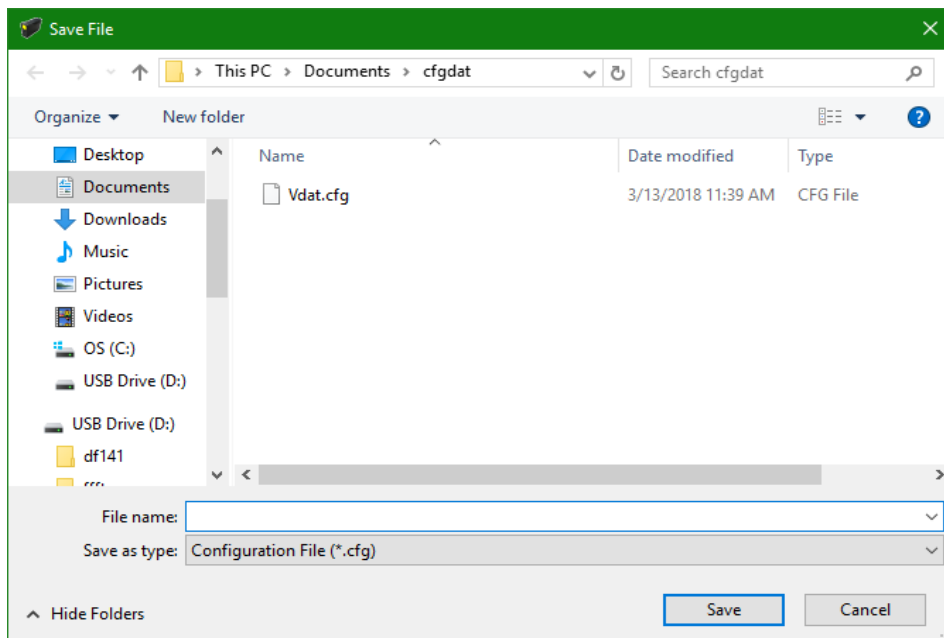 Save File
This PC > Documents > cfgdat
Search cfgdat
Organize
New folder
Desktop
Documents
Downloads
Music
Pictures
Videos
OS (C:)
USB Drive (D:)
USB Drive (D:)
df141
Name Date modified Type
Vdat.cfg 3/13/2018 11:39 AM CFG File
File name:
Save as type: Configuration File (*.cfg)
Hide Folders
Save
Cancel